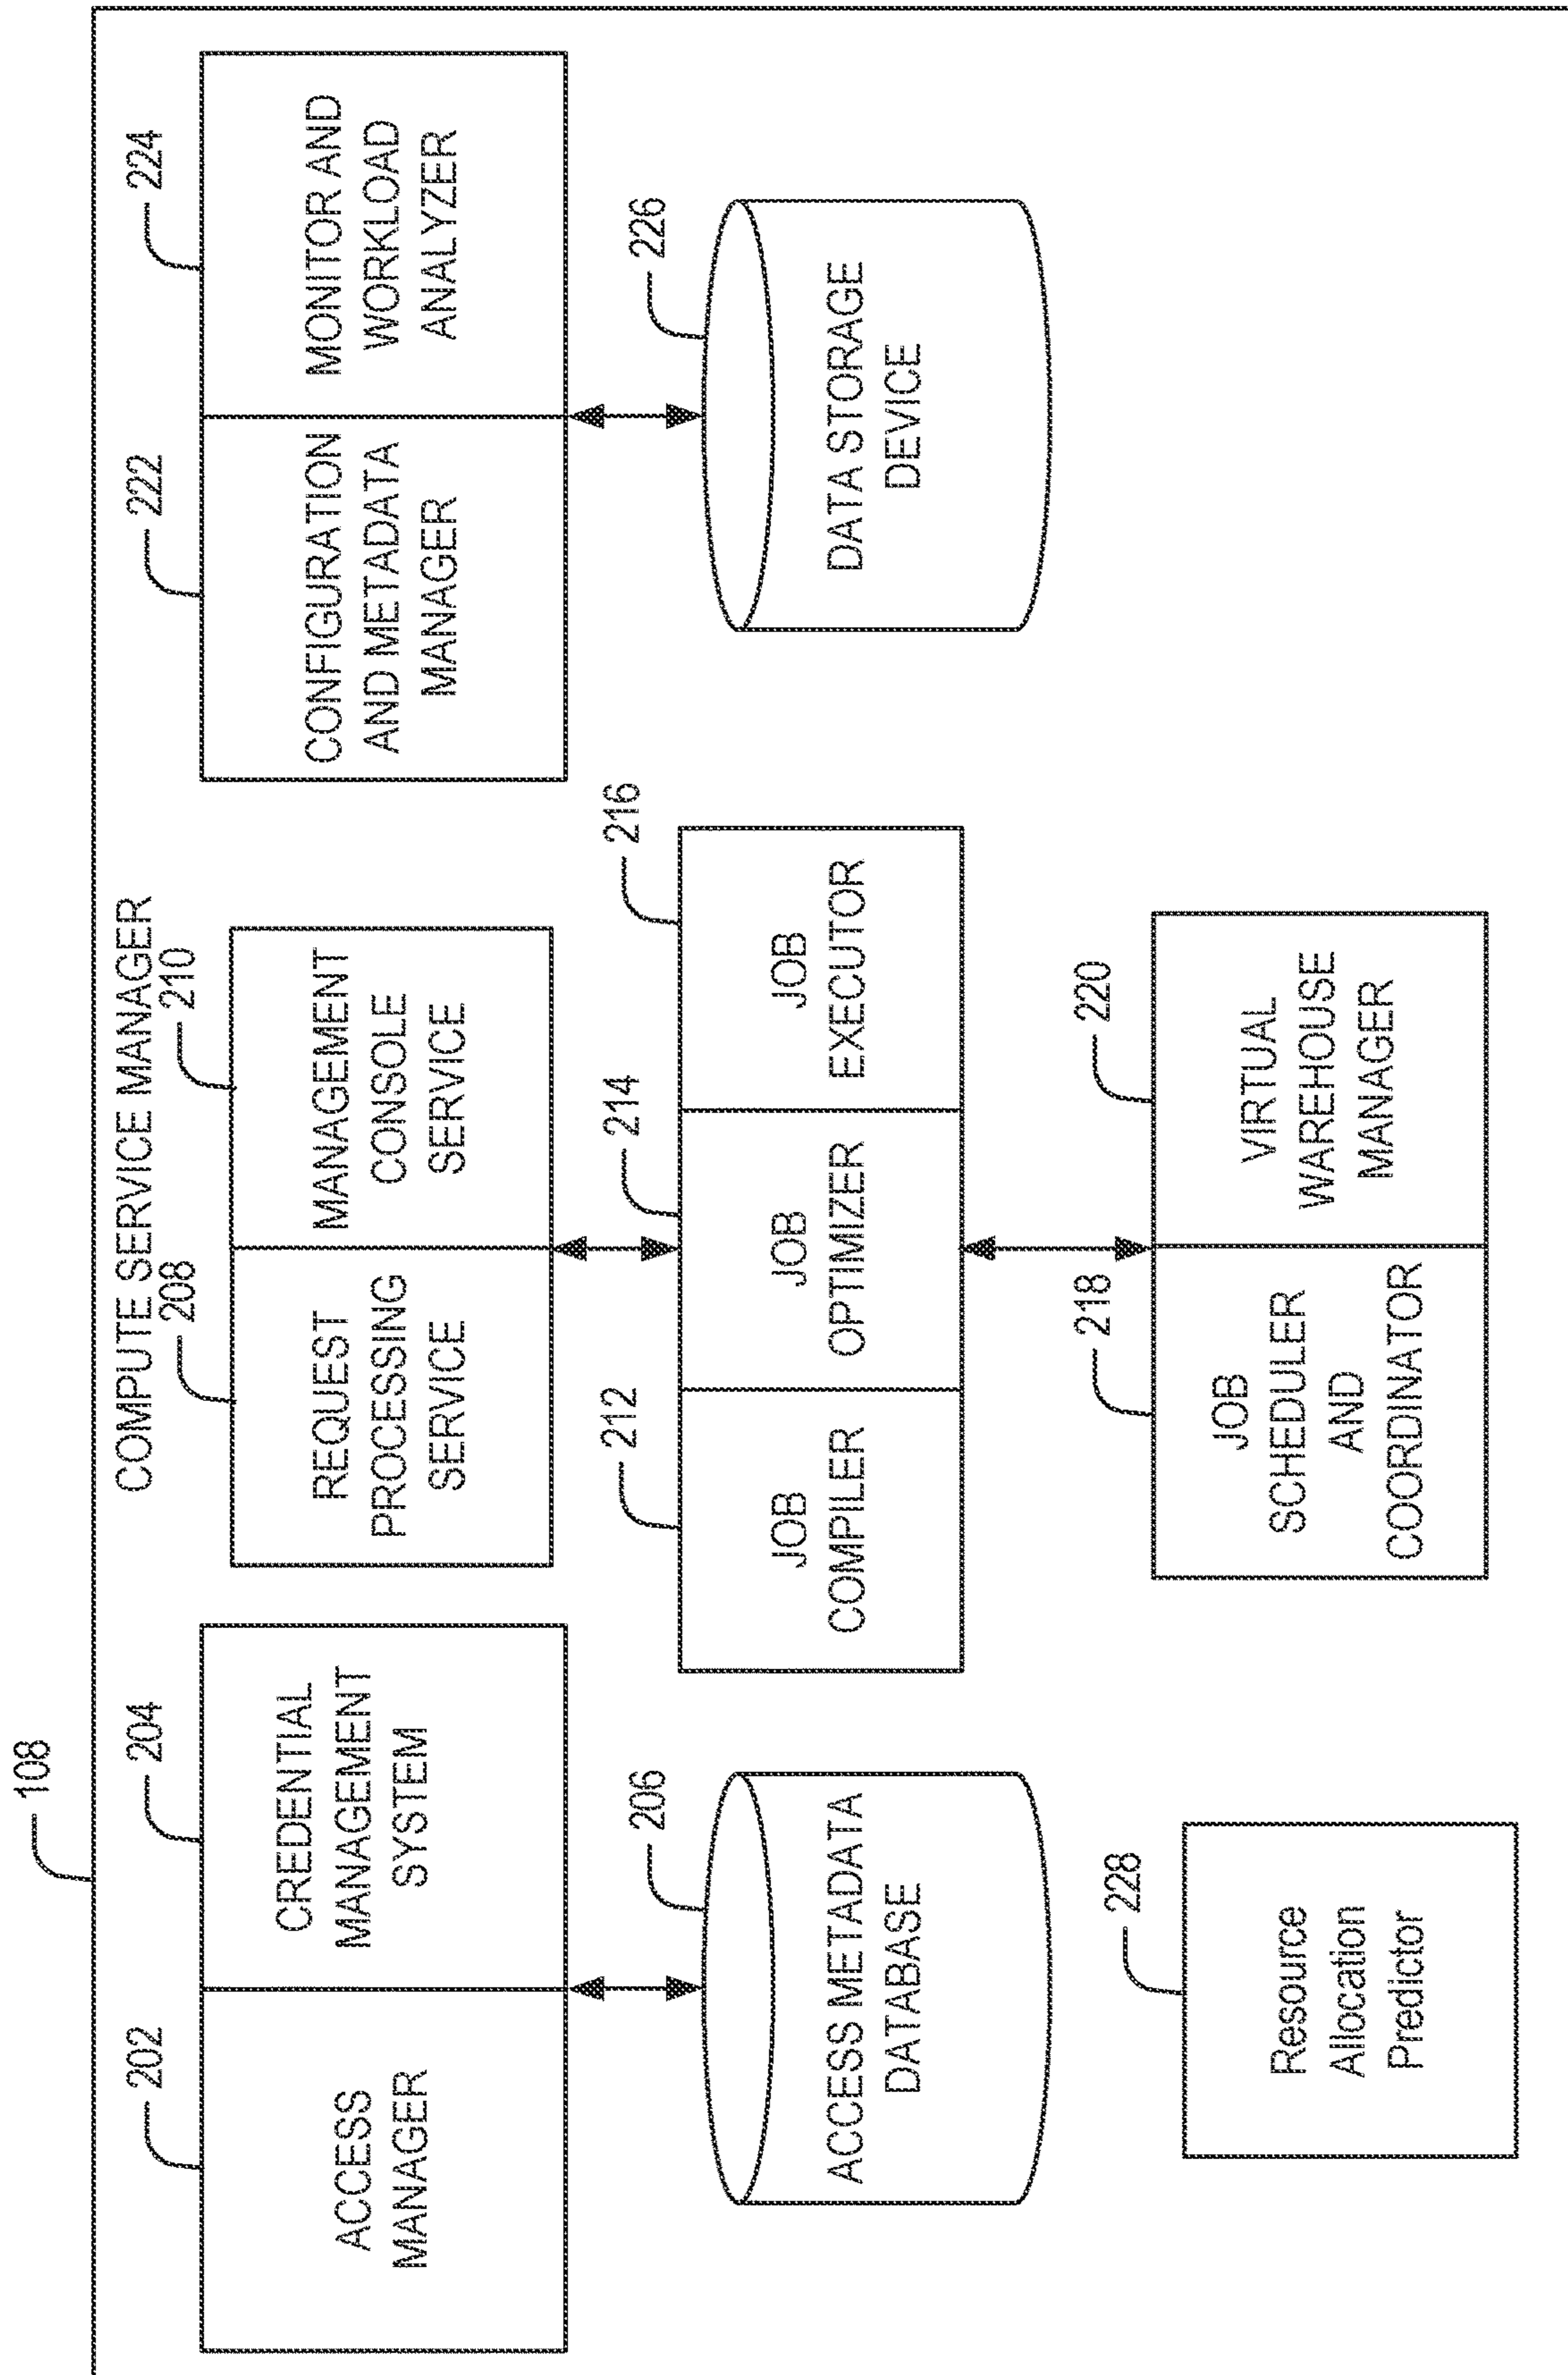 108
COMPUTE SERVICE MANAGER
202
204
ACCESS
MANAGER
CREDENTIAL
MANAGEMENT
SYSTEM
206
ACCESS METADATA
DATABASE
228
Resource
Allocation
Predictor
208
210
REQUEST
PROCESSING
SERVICE
MANAGEMENT
CONSOLE
SERVICE
212
214
216
JOB
COMPILER
JOB
OPTIMIZER
JOB
EXECUTOR
218
220
JOB
SCHEDULER
AND
COORDINATOR
VIRTUAL
WAREHOUSE
MANAGER
222
224
CONFIGURATION
AND METADATA
MANAGER
MONITOR AND
WORKLOAD
ANALYZER
226
DATA STORAGE
DEVICE